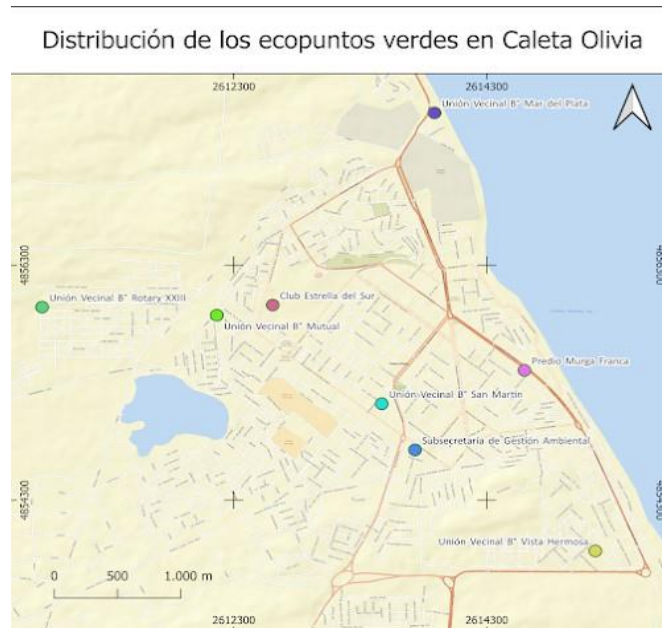 Distribución de los ecopuntos verdes en Caleta Olivia
2612300
2614300
Unión Vecinal B° Mar del Plata
4856300
4856300
Unión Vecinal B° Rotary XXIII
Club Estrella del Sur
Unión Vecinal B° Mutual
Predio Murga Franca
Unión Vecinal B° San Martín
Subsecretaría de Gestión Ambiental
4854300
4854300
Unión Vecinal B° Vista Hermosa
0 500 1.000 m
2612300
2614300